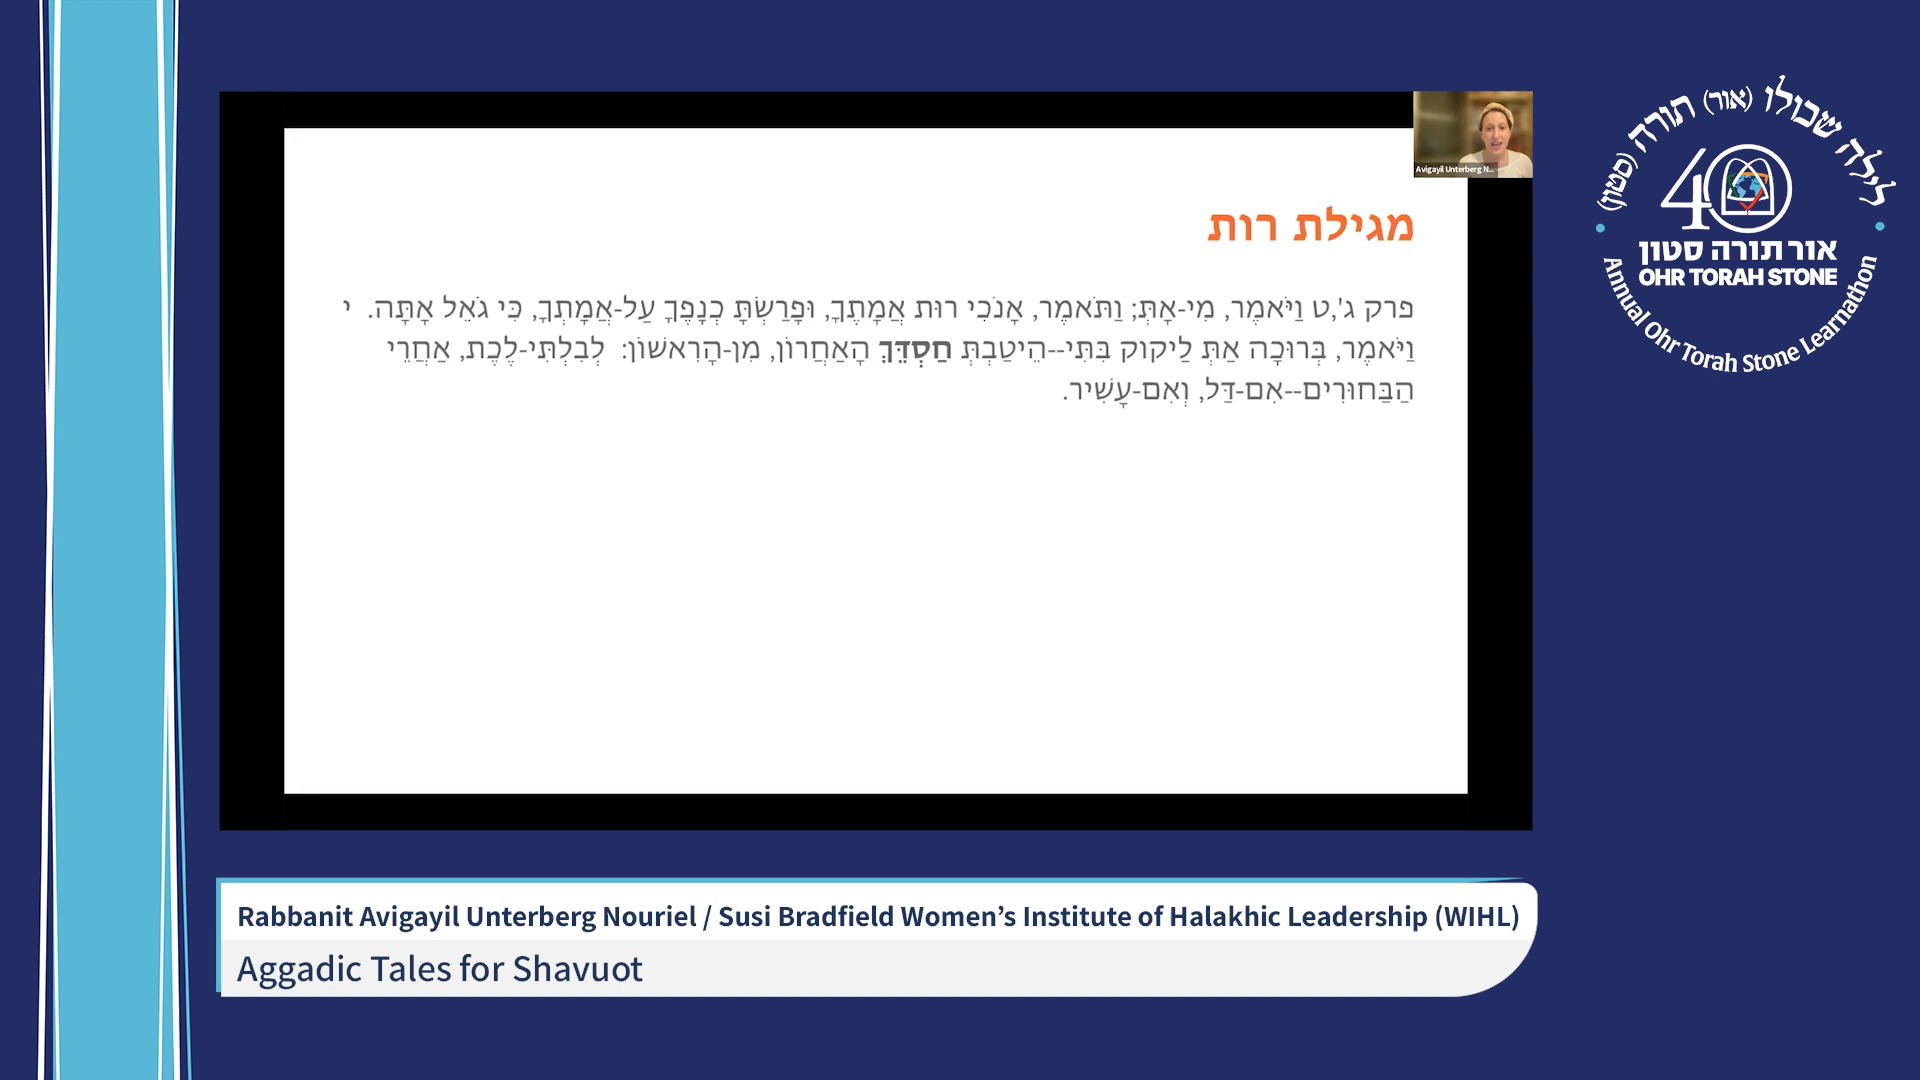 Avigayil Unterberg N...
מגילת רות
פרק ג',ט וַיֹּאמֶר, מִי-אָתְּ; וַתֹּאמֶר, אָנֹכִי רוּת אֲמָתֶךָ, וּפָרַשְׂתָּ כְנָפֶךָ עַל-אֲמָתְךָ, כִּי גֹאֵל אָתָּה. י
וַיֹּאמֶר, בְּרוּכָה אַתְּ לַיקוק בִּתִּי--הֵיטַבְתְּ חַסְדֵּךְ הָאַחֲרוֹן, מִן-הָרִאשׁוֹן: לְבִלְתִּי-לֶכֶת, אַחֲרֵי
הַבַּחוּרִים--אִם-דַּל, וְאִם-עָשִׁיר.
לילה שכולו (אור) תורה (סטון)
40
אור תורה סטון
OHR TORAH STONE
Annual Ohr Torah Stone Learnathon
Rabbanit Avigayil Unterberg Nouriel / Susi Bradfield Women’s Institute of Halakhic Leadership (WIHL)
Aggadic Tales for Shavuot